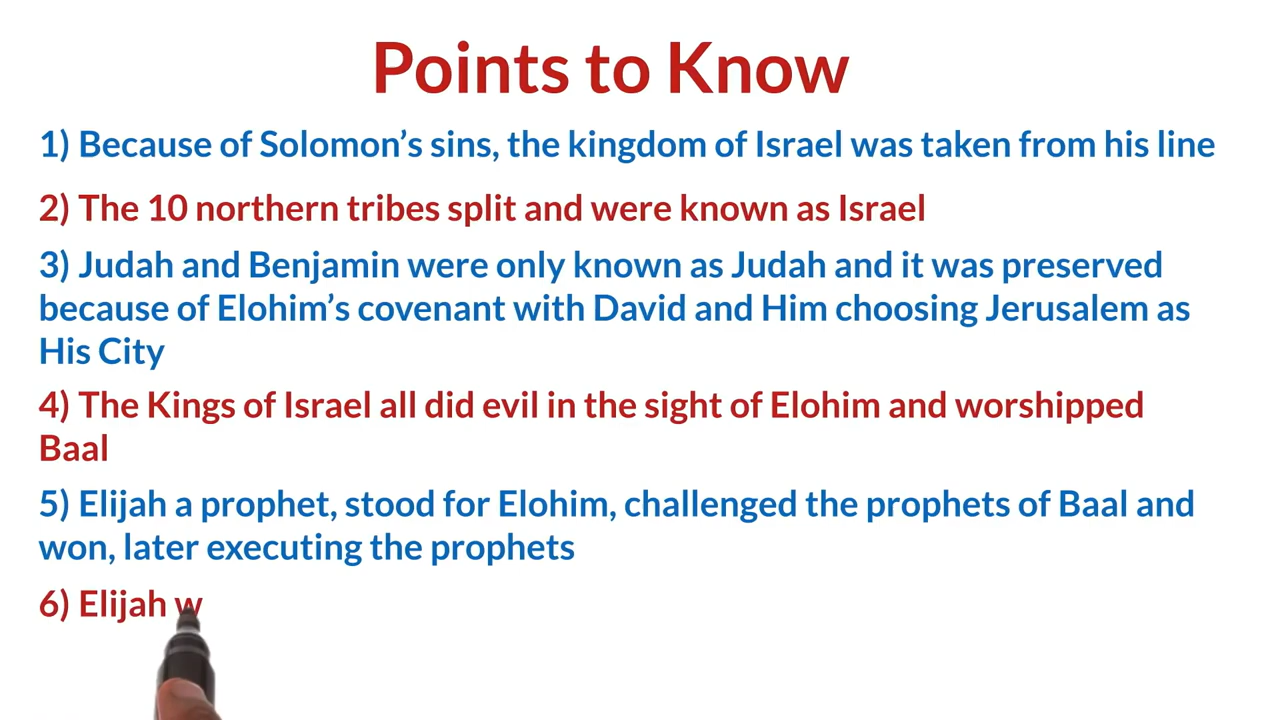 Points to Know
1) Because of Solomon’s sins, the kingdom of Israel was taken from his line
2) The 10 northern tribes split and were known as Israel
3) Judah and Benjamin were only known as Judah and it was preserved
because of Elohim’s covenant with David and Him choosing Jerusalem as
His City
4) The Kings of Israel all did evil in the sight of Elohim and worshipped
Baal
5) Elijah a prophet, stood for Elohim, challenged the prophets of Baal and
won, later executing the prophets
6) Elijah w